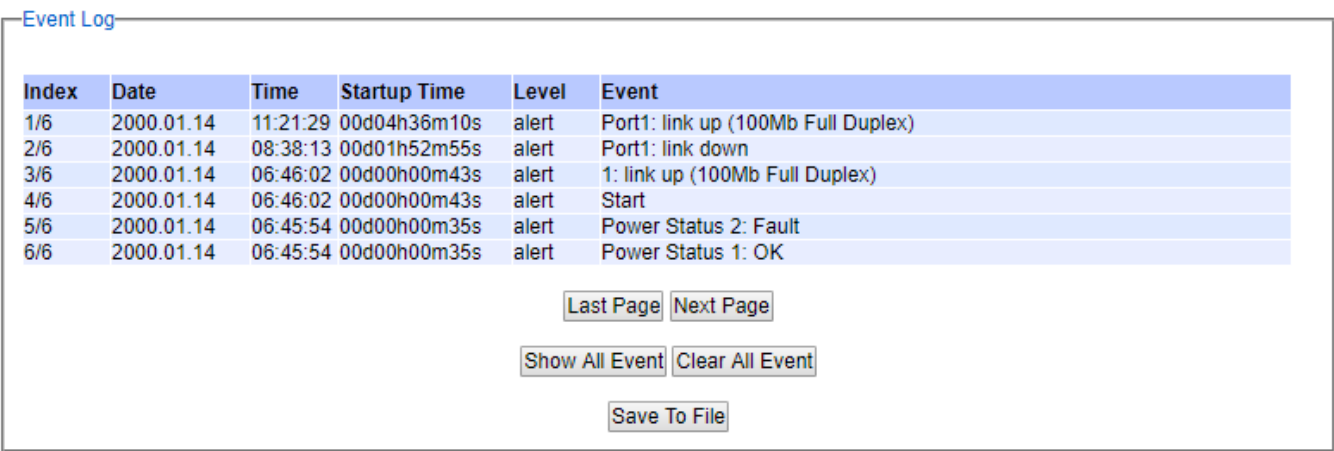 Event Log
Index Date Time Startup Time Level Event
1/6 2000.01.14 11:21:29 00d04h36m10s alert Port1: link up (100Mb Full Duplex)
2/6 2000.01.14 08:38:13 00d01h52m55s alert Port1: link down
3/6 2000.01.14 06:46:02 00d00h00m43s alert 1: link up (100Mb Full Duplex)
4/6 2000.01.14 06:46:02 00d00h00m43s alert Start
5/6 2000.01.14 06:45:54 00d00h00m35s alert Power Status 2: Fault
6/6 2000.01.14 06:45:54 00d00h00m35s alert Power Status 1: OK
Last Page Next Page
Show All Event Clear All Event
Save To File